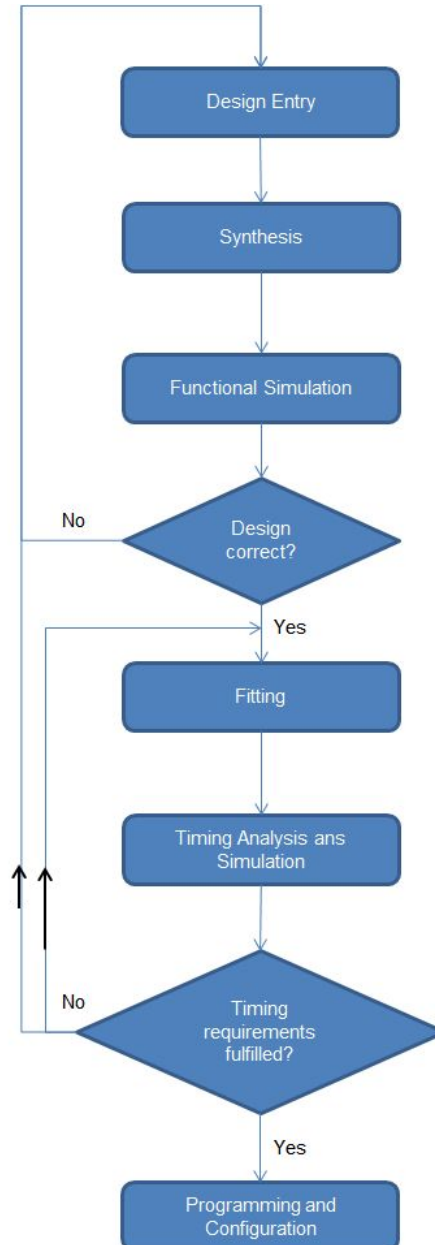 Design Entry
Synthesis
Functional Simulation
Design
correct?
No
Yes
Fitting
Timing Analysis ans
Simulation
No
Timing
requirements
fulfilled?
Yes
Programming and
Configuration